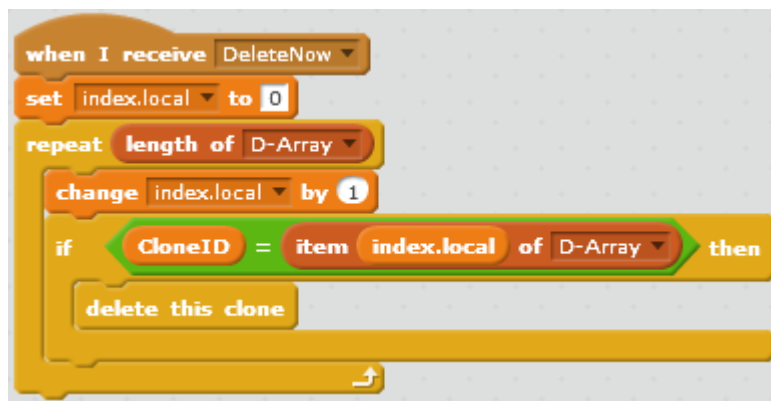 when I receive DeleteNow
set index.local to 0
repeat length of D-Array
change index.local by 1
if CloneID = item index.local of D-Array then
delete this clone